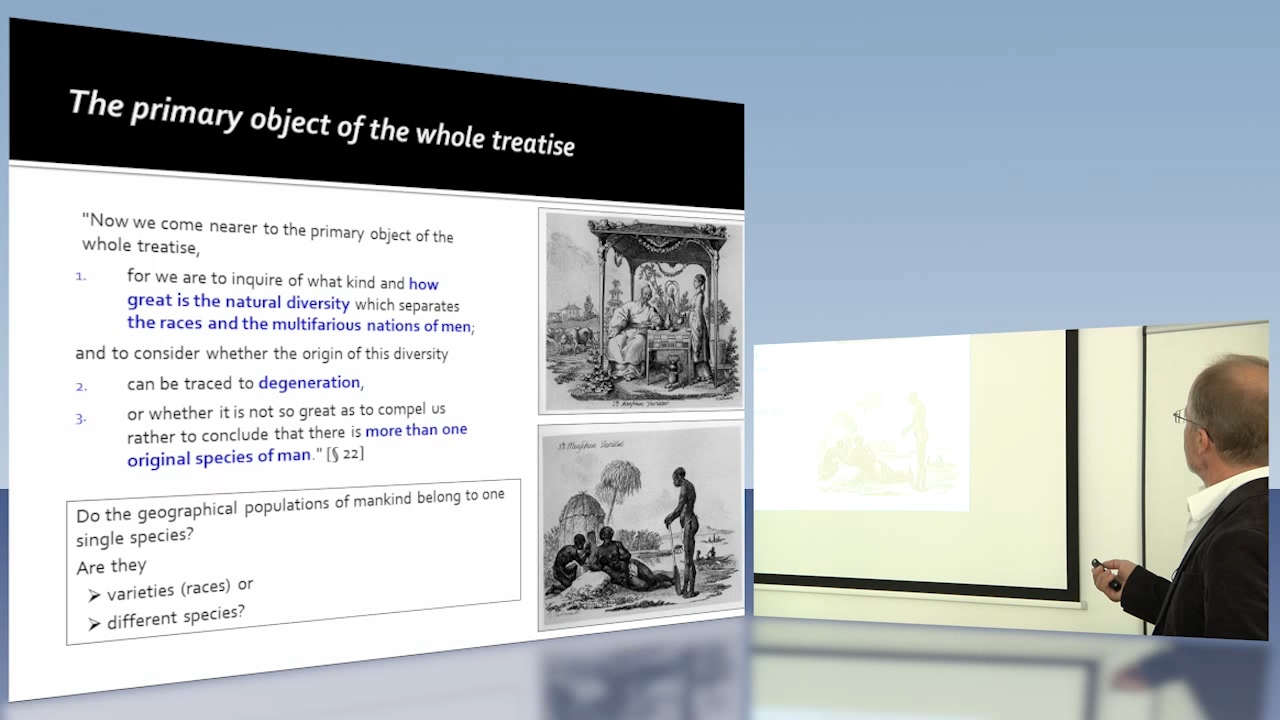 The primary object of the whole treatise
"Now we come nearer to the primary object of the
whole treatise,
1. for we are to inquire of what kind and how
great is the natural diversity which separates
the races and the multifarious nations of men;
and to consider whether the origin of this diversity
2. can be traced to degeneration,
3. or whether it is not so great as to compel us
rather to conclude that there is more than one
original species of man." [§ 22]
Do the geographical populations of mankind belong to one
single species?
Are they
➢ varieties (races) or
➢ different species?